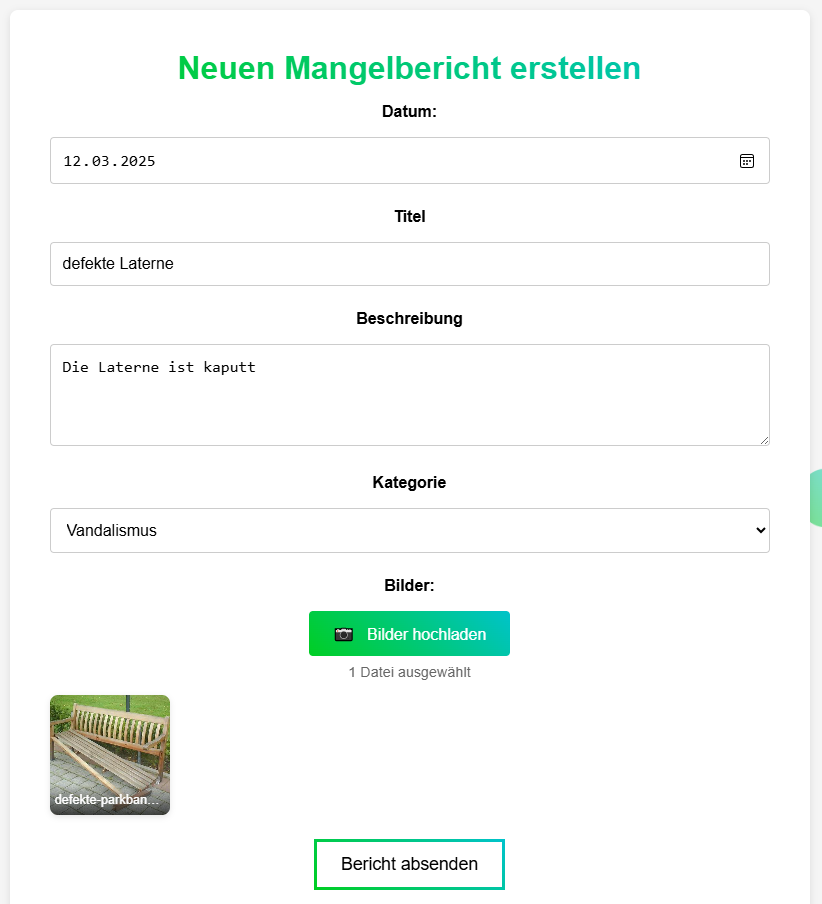 Neuen Mangelbericht erstellen
Datum:
12.03.2025
Titel
defekte Laterne
Beschreibung
Die Laterne ist kaputt
Kategorie
Vandalismus
Bilder:
Bilder hochladen
1 Datei ausgewählt
defekte-parkban...
Bericht absenden